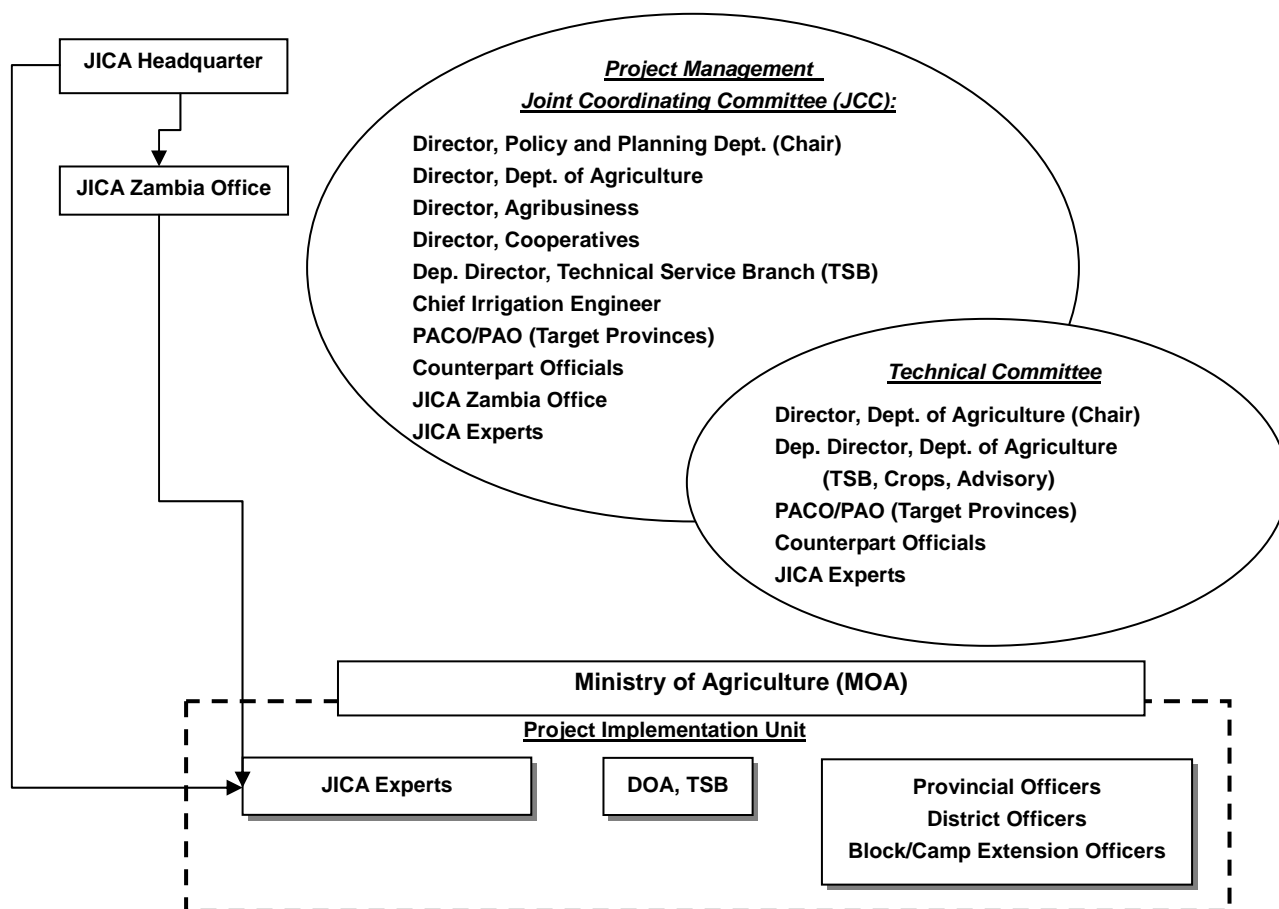 JICA Headquarter
JICA Zambia Office
Project Management
Joint Coordinating Committee (JCC):
Director, Policy and Planning Dept. (Chair)
Director, Dept. of Agriculture
Director, Agribusiness
Director, Cooperatives
Dep. Director, Technical Service Branch (TSB)
Chief Irrigation Engineer
PACO/PAO (Target Provinces)
Counterpart Officials
JICA Zambia Office
JICA Experts
Technical Committee
Director, Dept. of Agriculture (Chair)
Dep. Director, Dept. of Agriculture
(TSB, Crops, Advisory)
PACO/PAO (Target Provinces)
Counterpart Officials
JICA Experts
Ministry of Agriculture (MOA)
Project Implementation Unit
JICA Experts
DOA, TSB
Provincial Officers
District Officers
Block/Camp Extension Officers